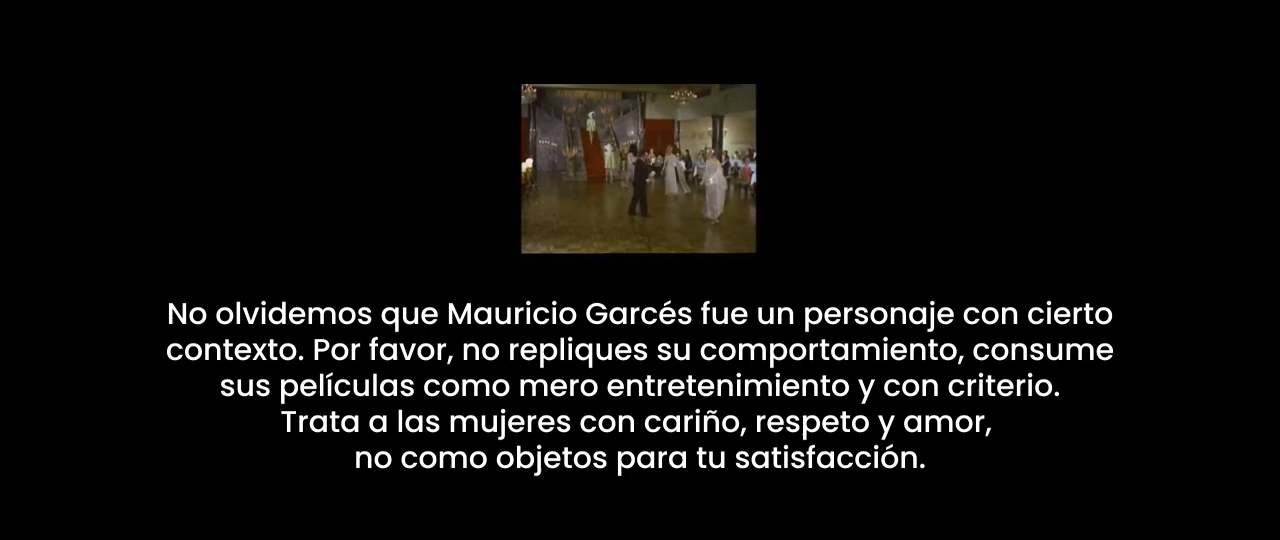 No olvidemos que Mauricio Garcés fue un personaje con cierto
contexto. Por favor, no repliques su comportamiento, consume
sus películas como mero entretenimiento y con criterio.
Trata a las mujeres con cariño, respeto y amor,
no como objetos para tu satisfacción.